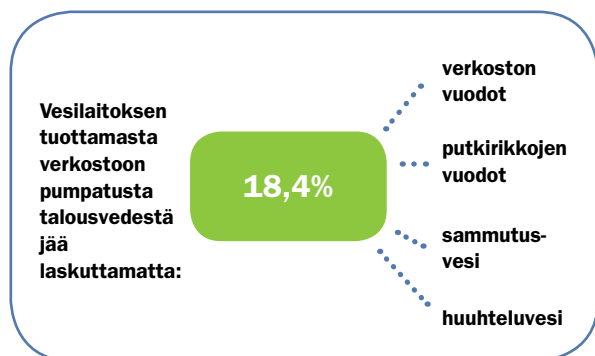 Vesilaitoksen
tuottamasta
verkostoon
pumpatusta
talousvedestä
jää
laskuttamatta:
18,4%
verkoston
vuodot
putkirikkojen
vuodot
sammutus-
vesi
huuhteluvesi